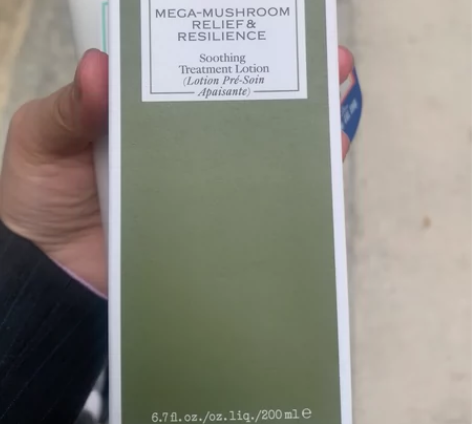 MEGA-MUSHROOM
RELIEF &
RESILIENCE
Soothing
Treatment Lotion
(Lotion Pré-Soin
Apaisante)
6.7 fl. oz./oz.liq./200 ml e